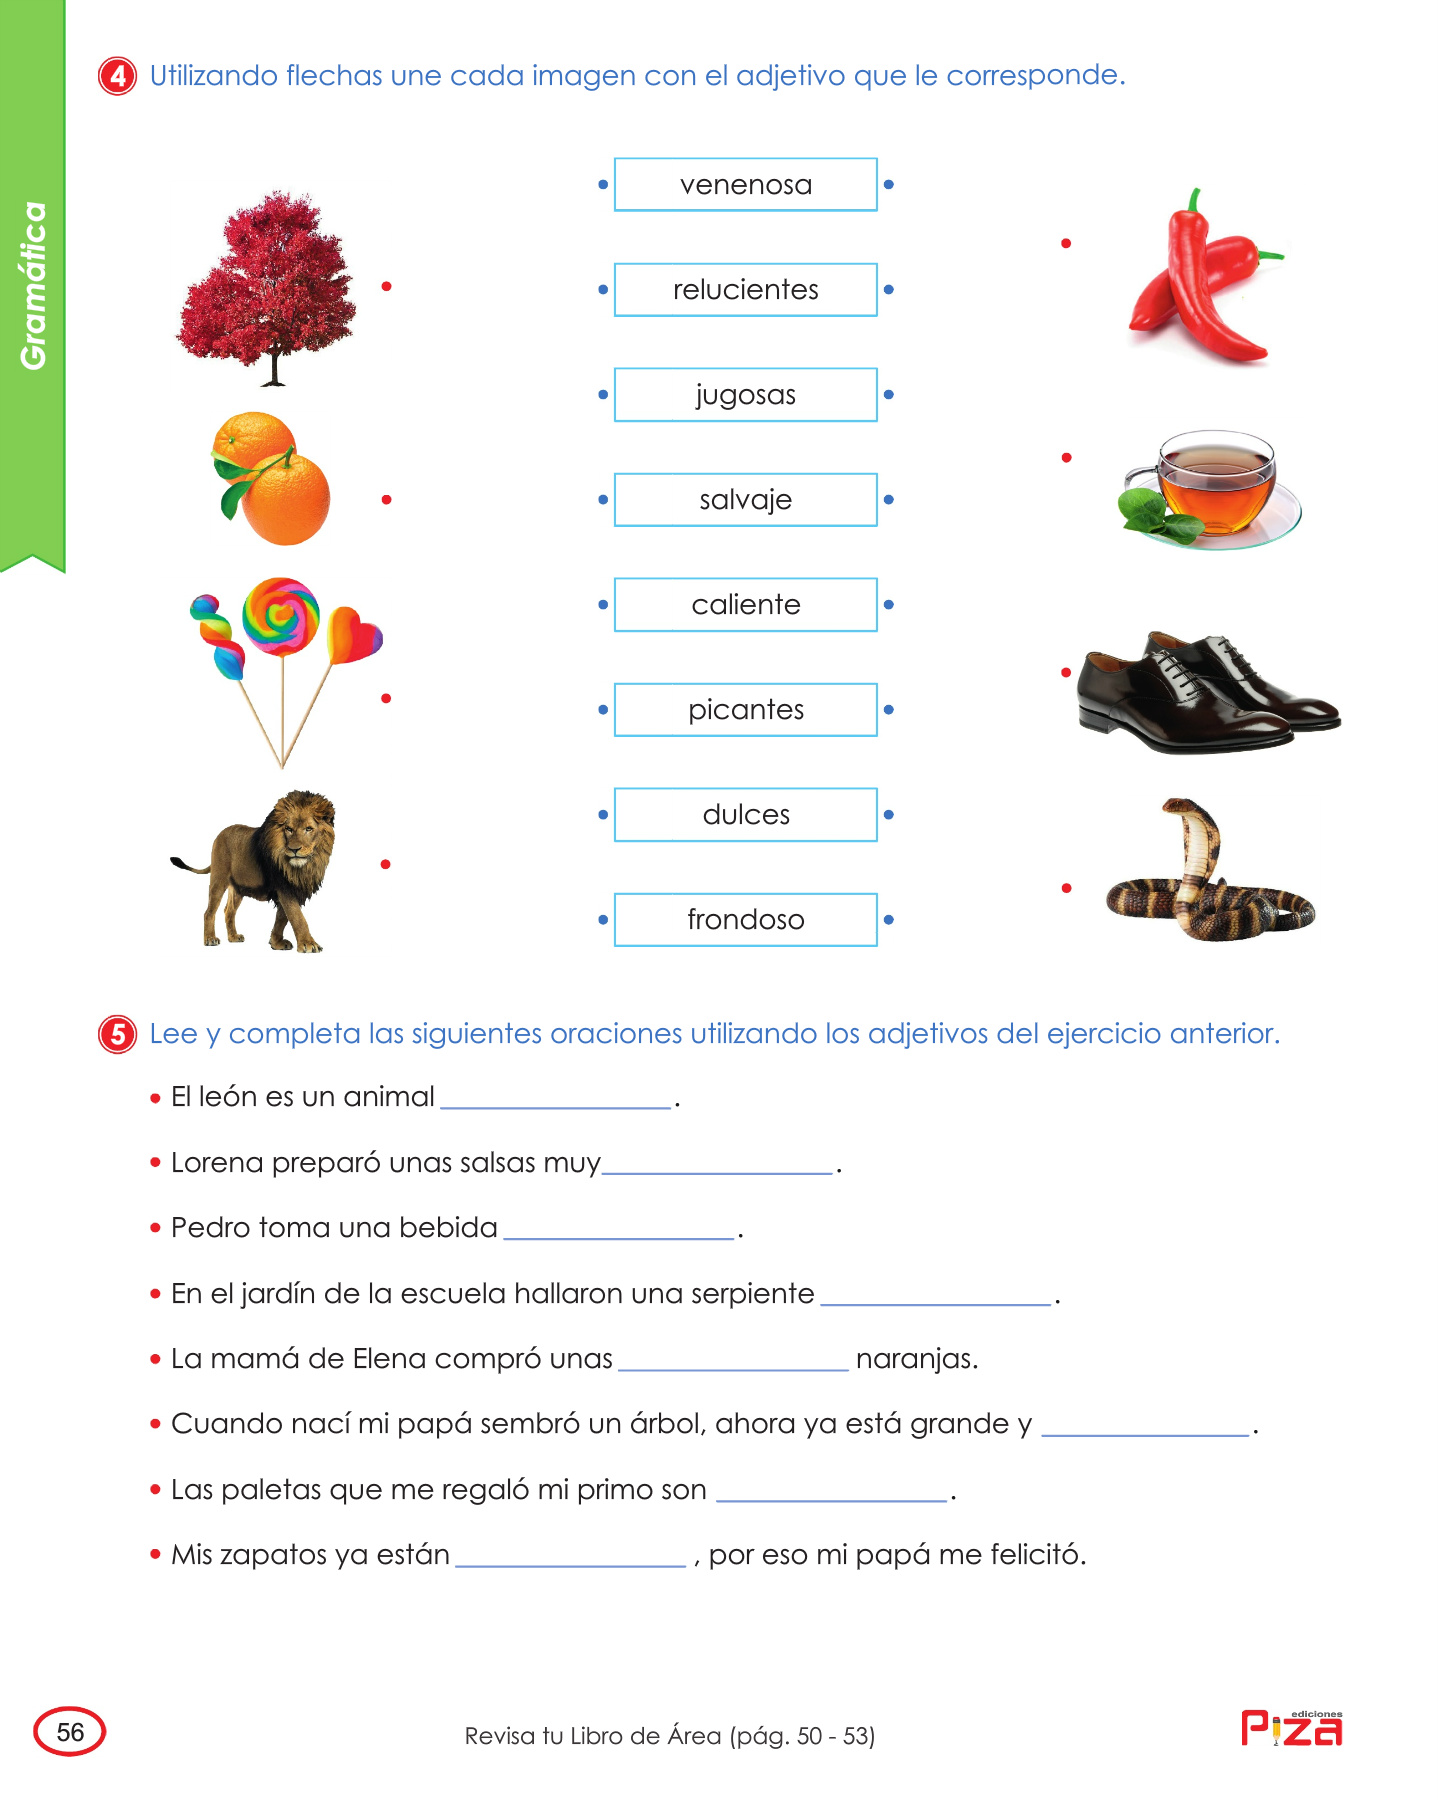 Gramática
4 Utilizando flechas une cada imagen con el adjetivo que le corresponde.
venenosa
relucientes
jugosas
salvaje
caliente
picantes
dulces
frondoso
5 Lee y completa las siguientes oraciones utilizando los adjetivos del ejercicio anterior.
• El león es un animal ________________.
• Lorena preparó unas salsas muy________________.
• Pedro toma una bebida ________________.
• En el jardín de la escuela hallaron una serpiente ________________.
• La mamá de Elena compró unas ________________ naranjas.
• Cuando nací mi papá sembró un árbol, ahora ya está grande y ________________.
• Las paletas que me regaló mi primo son ________________.
• Mis zapatos ya están ________________ , por eso mi papá me felicitó.
56
Revisa tu Libro de Área (pág. 50 - 53)
ediciones
Piza